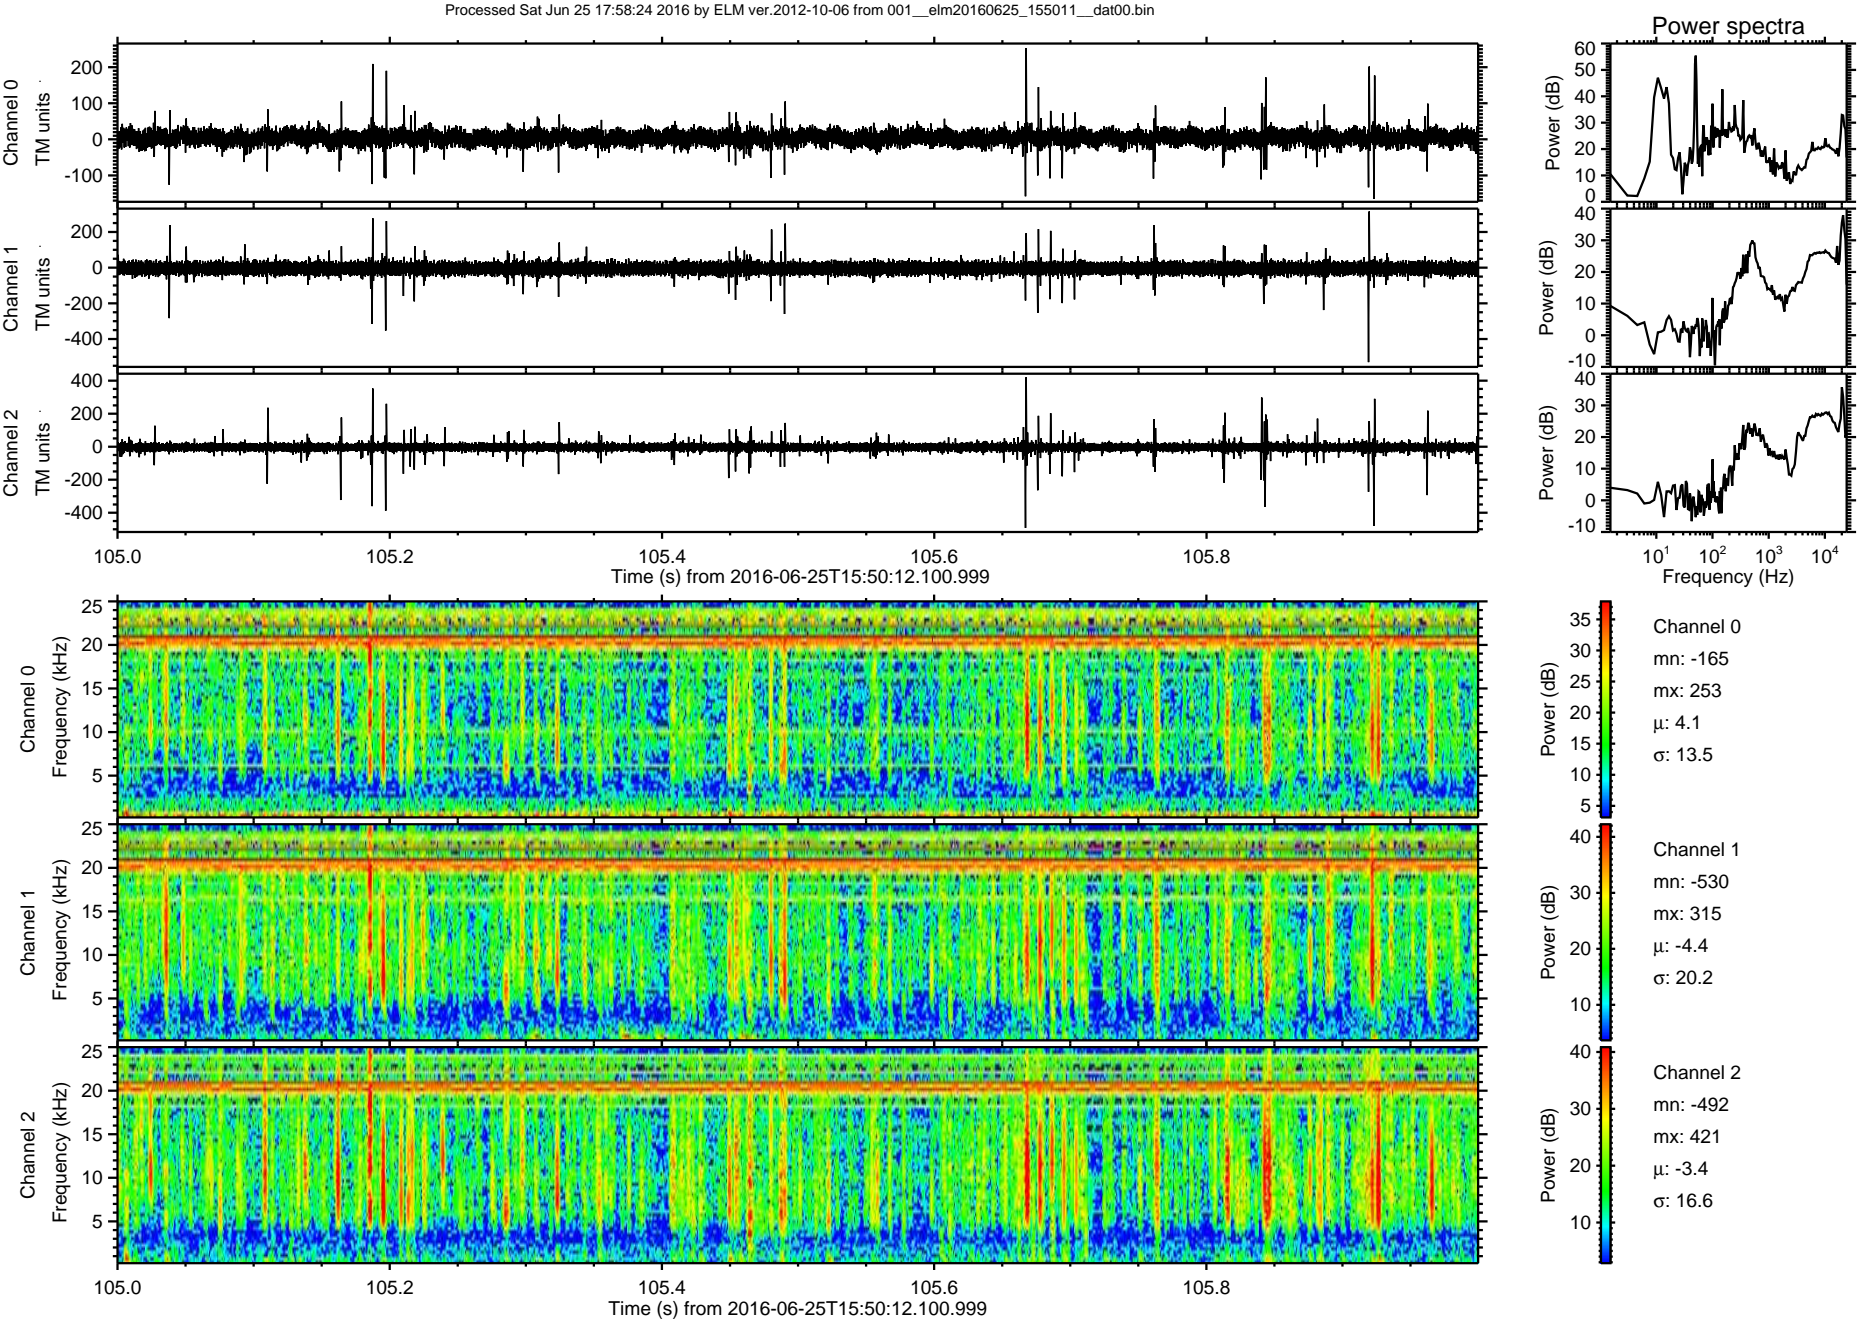 Processed Sat Jun 25 17:58:24 2016 by ELM ver.2012-10-06 from 001__elm20160625_155011__dat00.bin
Power spectra
Channel 0
TM units
200
100
0
-100
Power (dB)
60
50
40
30
20
10
0
Channel 1
TM units
200
0
-200
-400
Power (dB)
40
30
20
10
0
-10
Channel 2
TM units
400
200
0
-200
-400
Power (dB)
40
30
20
10
0
-10
105.0 105.2 105.4 105.6 105.8
Time (s) from 2016-06-25T15:50:12.100.999
10^1 10^2 10^3 10^4
Frequency (Hz)
Channel 0
Frequency (kHz)
25
20
15
10
5
Power (dB)
35
30
25
20
15
10
5
Channel 0
mn: -165
mx: 253
μ: 4.1
σ: 13.5
Channel 1
Frequency (kHz)
25
20
15
10
5
Power (dB)
40
30
20
10
Channel 1
mn: -530
mx: 315
μ: -4.4
σ: 20.2
Channel 2
Frequency (kHz)
25
20
15
10
5
Power (dB)
40
30
20
10
Channel 2
mn: -492
mx: 421
μ: -3.4
σ: 16.6
105.0 105.2 105.4 105.6 105.8
Time (s) from 2016-06-25T15:50:12.100.999